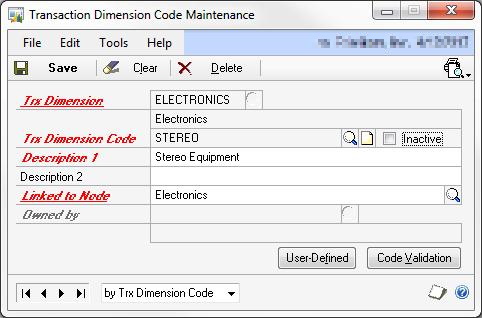 Transaction Dimension Code Maintenance
File Edit Tools Help
Save Clear Delete
Trx Dimension ELECTRONICS
Electronics
Trx Dimension Code STEREO Inactive
Description 1 Stereo Equipment
Description 2
Linked to Node Electronics
Owned by
User-Defined Code Validation
by Trx Dimension Code